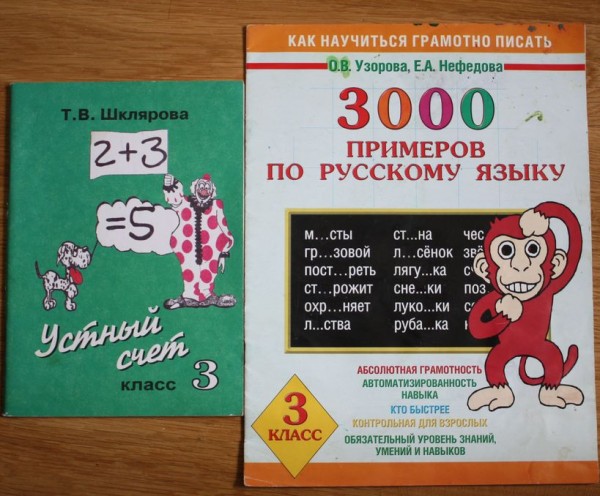 Т.В. Шклярова
2+3
=5
Устный
счет
класс 3
КАК НАУЧИТЬСЯ ГРАМОТНО ПИСАТЬ
О.В. Узорова, Е.А. Нефедова
3000
ПРИМЕРОВ
ПО РУССКОМУ ЯЗЫКУ
м...сты ст...на чес
гр...зовой л...сёнок
пост...реть лягу...ка
ст...рожит сне...ки поз
охр...няет луко...ки
л...ства руба...ка
АБСОЛЮТНАЯ ГРАМОТНОСТЬ
АВТОМАТИЗИРОВАННОСТЬ
НАВЫКА
КТО БЫСТРЕЕ
КОНТРОЛЬНАЯ ДЛЯ ВЗРОСЛЫХ
ОБЯЗАТЕЛЬНЫЙ УРОВЕНЬ ЗНАНИЙ,
УМЕНИЙ И НАВЫКОВ
3
КЛАСС